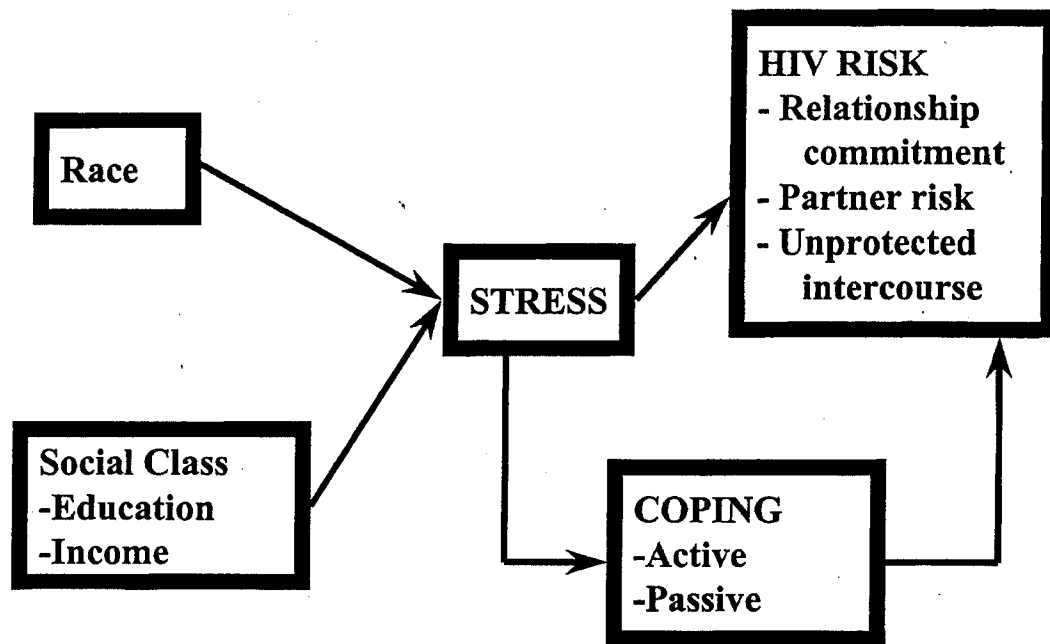 Race
Social Class
-Education
-Income
STRESS
HIV RISK
- Relationship
commitment
- Partner risk
- Unprotected
intercourse
COPING
-Active
-Passive